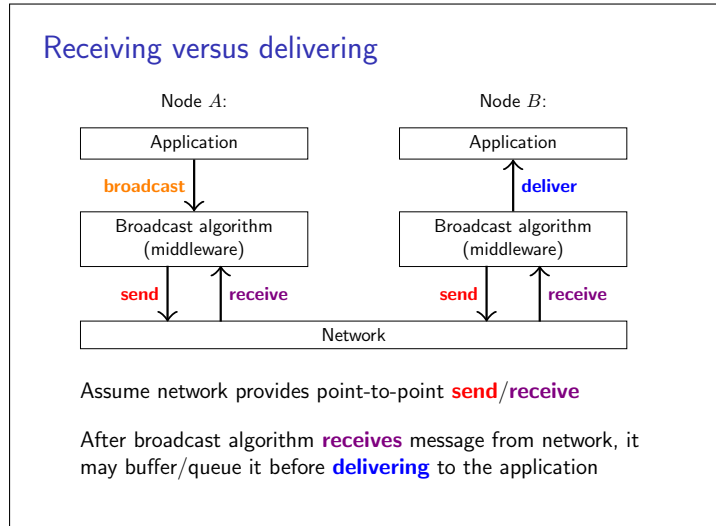 Receiving versus delivering
Node A:
Node B:
Application
Application
broadcast
deliver
Broadcast algorithm
(middleware)
Broadcast algorithm
(middleware)
send
receive
send
receive
Network
Assume network provides point-to-point send/receive
After broadcast algorithm receives message from network, it
may buffer/queue it before delivering to the application